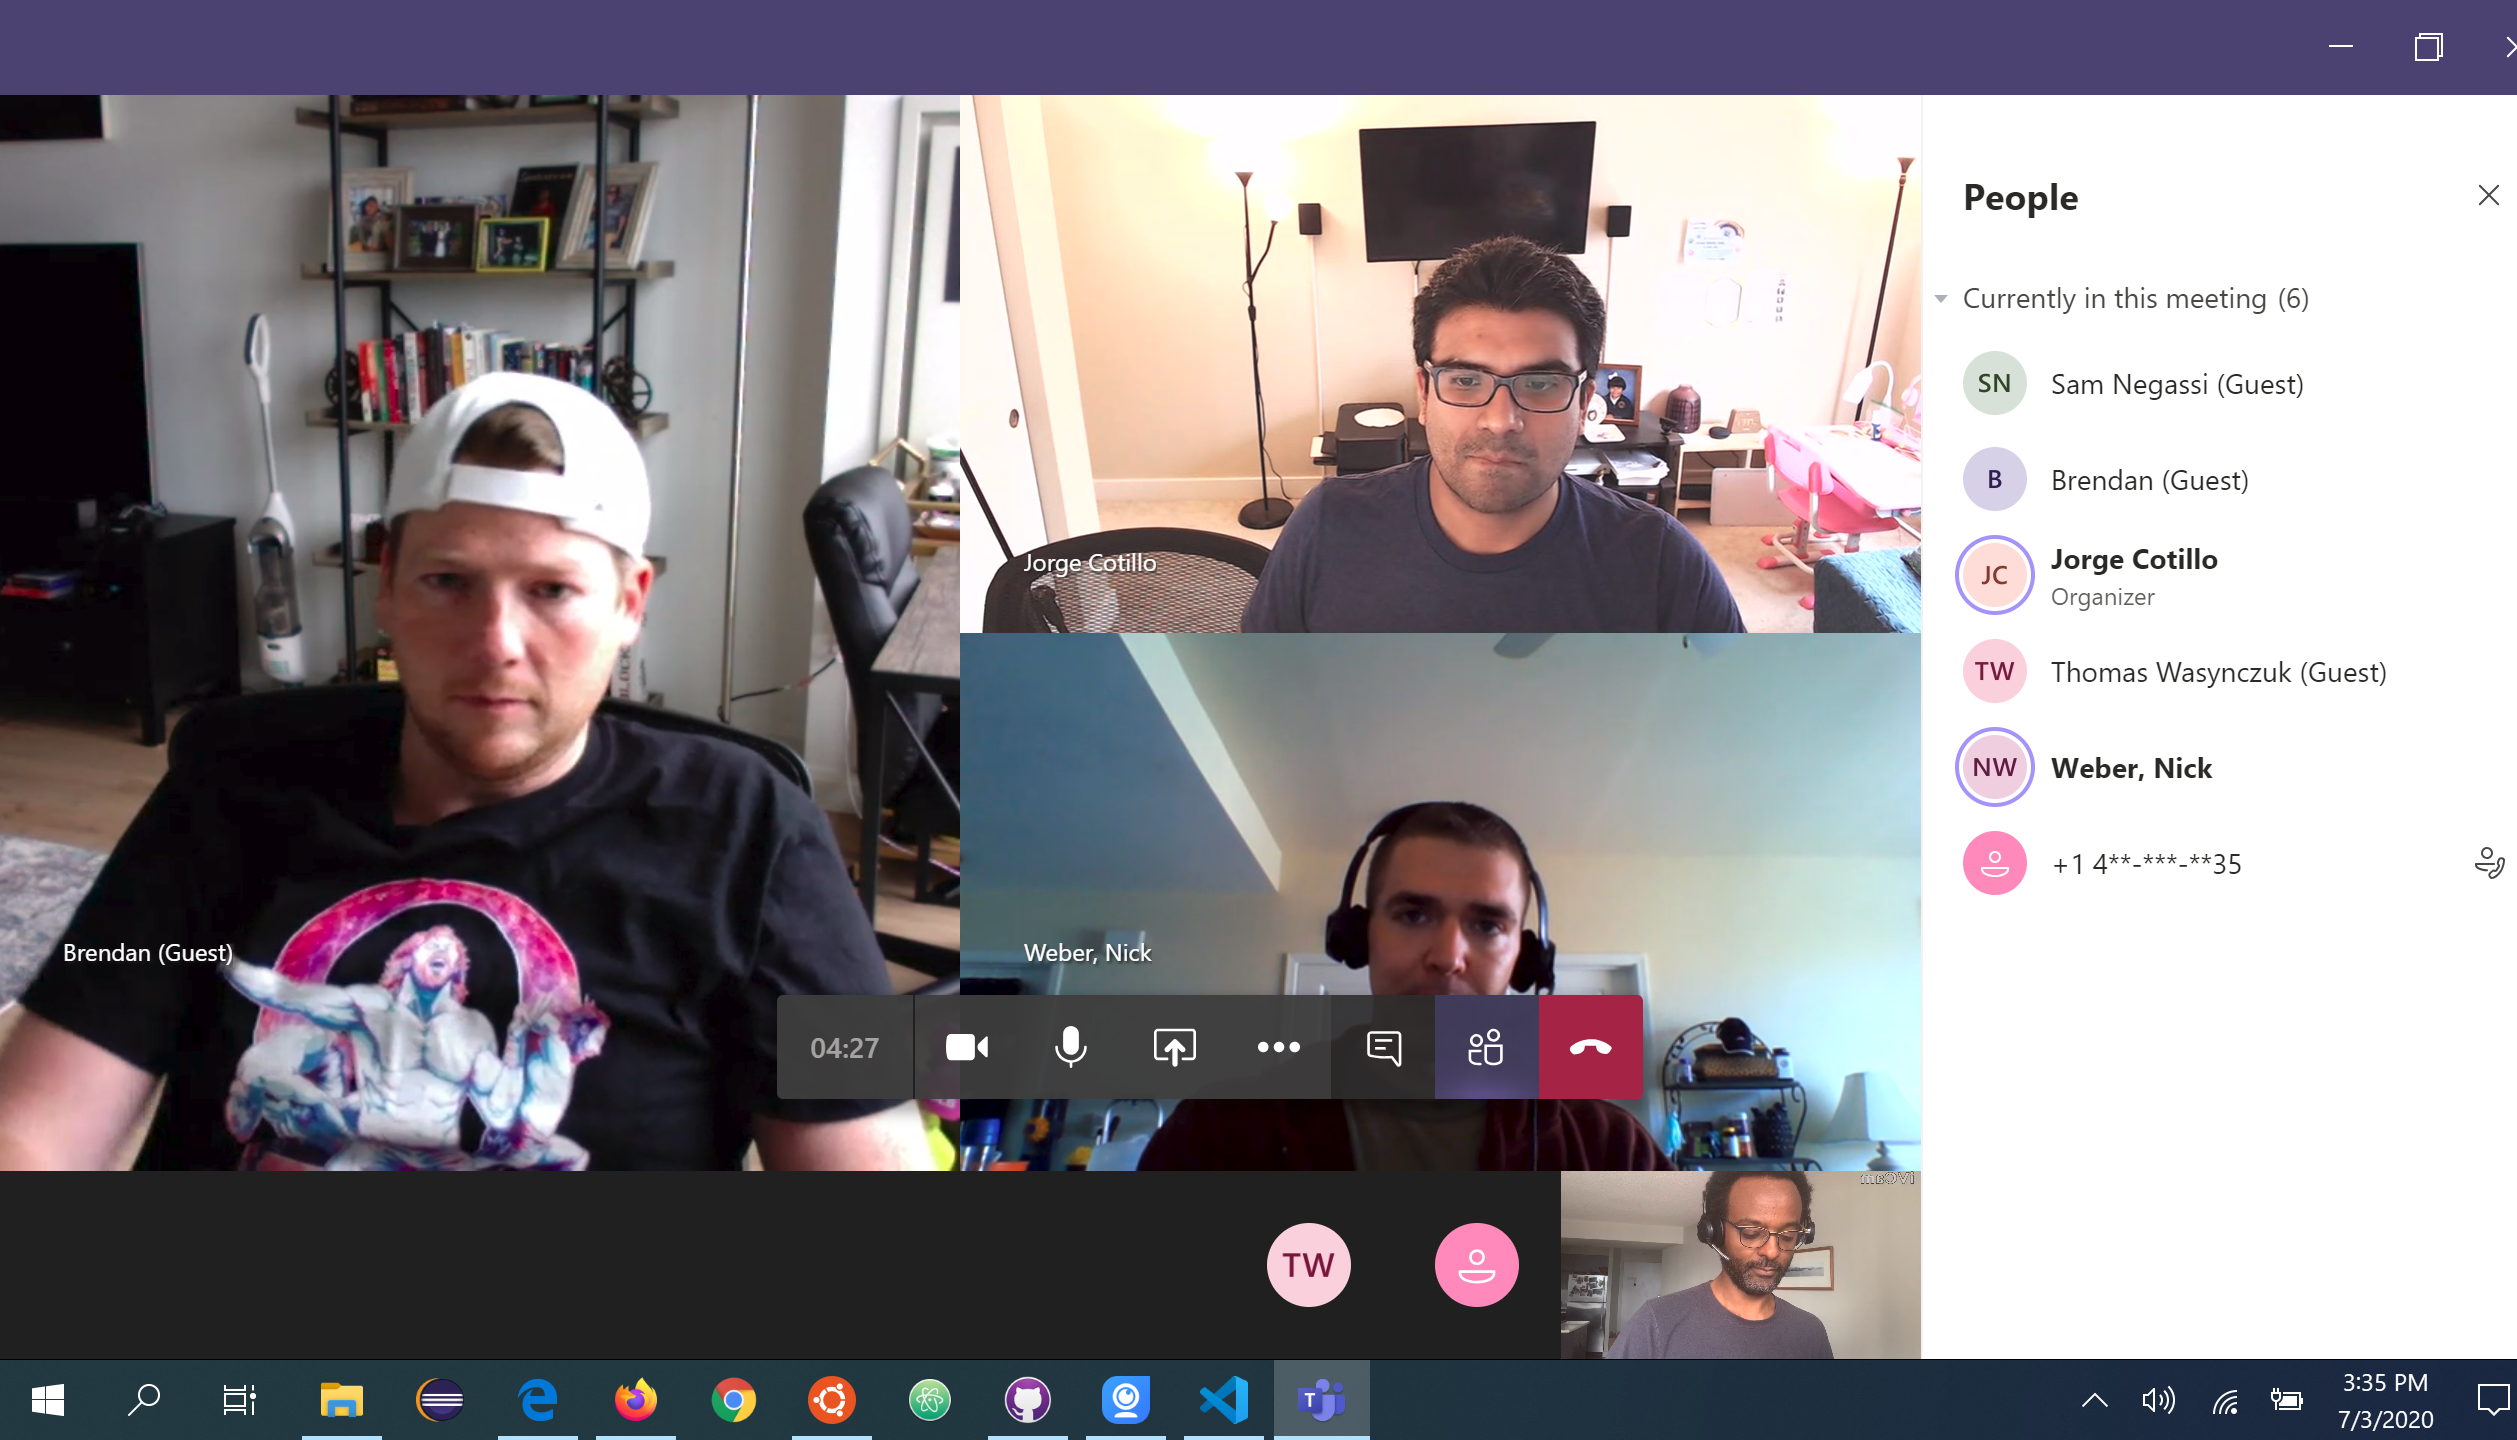 People
Currently in this meeting (6)
SN Sam Negassi (Guest)
B Brendan (Guest)
JC Jorge Cotillo
Organizer
TW Thomas Wasynczuk (Guest)
NW Weber, Nick
+1 4**-***-**35
Jorge Cotillo
Brendan (Guest)
Weber, Nick
04:27
TW
T
3:35 PM
7/3/2020